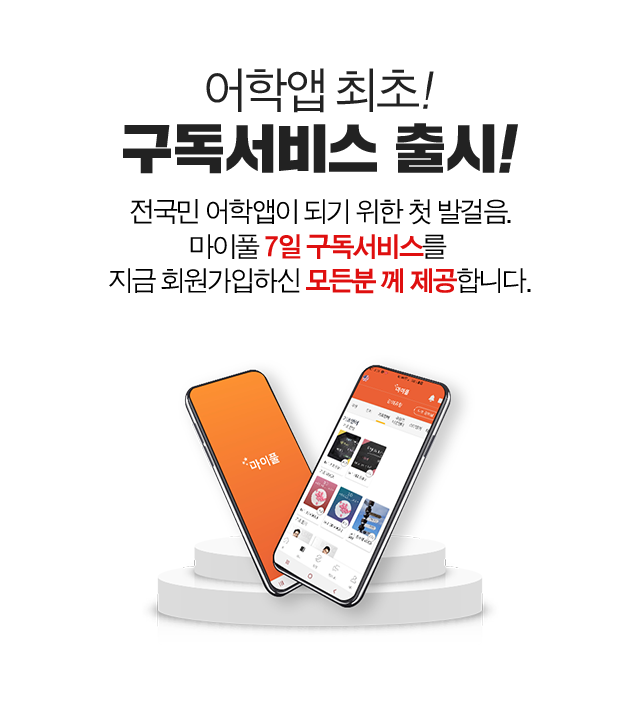 어학앱 최초!
구독서비스 출시!
전국민 어학앱이 되기 위한 첫 발걸음.
마이풀 7일 구독서비스를
지금 회원가입하신 모든분 께 제공합니다.
마이풀
마이풀